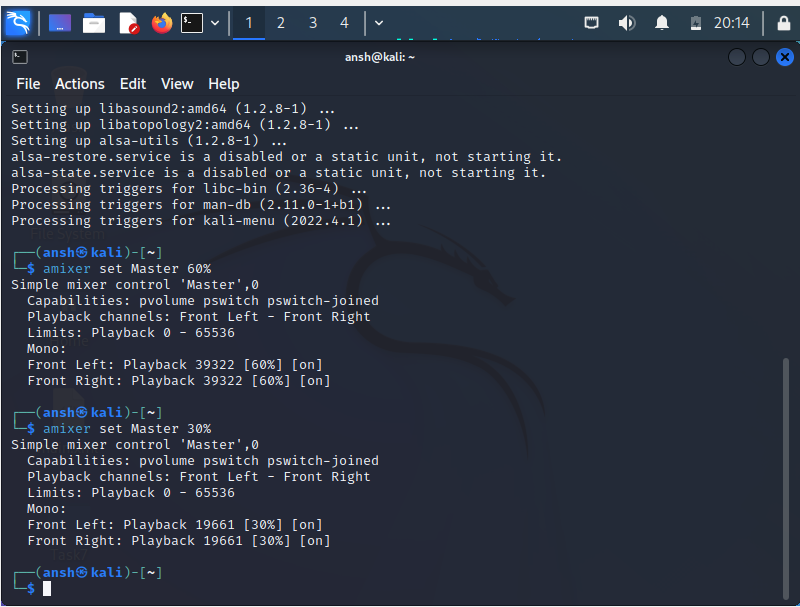 1 2 3 4 20:14
ansh@kali: ~
File Actions Edit View Help
Setting up libasound2:amd64 (1.2.8-1) ...
Setting up libatopology2:amd64 (1.2.8-1) ...
Setting up alsa-utils (1.2.8-1) ...
alsa-restore.service is a disabled or a static unit, not starting it.
alsa-state.service is a disabled or a static unit, not starting it.
Processing triggers for libc-bin (2.36-4) ...
Processing triggers for man-db (2.11.0-1+b1) ...
Processing triggers for kali-menu (2022.4.1) ...
┌──(ansh㉿kali)-[~]
└─$ amixer set Master 60%
Simple mixer control 'Master',0
  Capabilities: pvolume pswitch pswitch-joined
  Playback channels: Front Left - Front Right
  Limits: Playback 0 - 65536
  Mono:
  Front Left: Playback 39322 [60%] [on]
  Front Right: Playback 39322 [60%] [on]
┌──(ansh㉿kali)-[~]
└─$ amixer set Master 30%
Simple mixer control 'Master',0
  Capabilities: pvolume pswitch pswitch-joined
  Playback channels: Front Left - Front Right
  Limits: Playback 0 - 65536
  Mono:
  Front Left: Playback 19661 [30%] [on]
  Front Right: Playback 19661 [30%] [on]
┌──(ansh㉿kali)-[~]
└─$